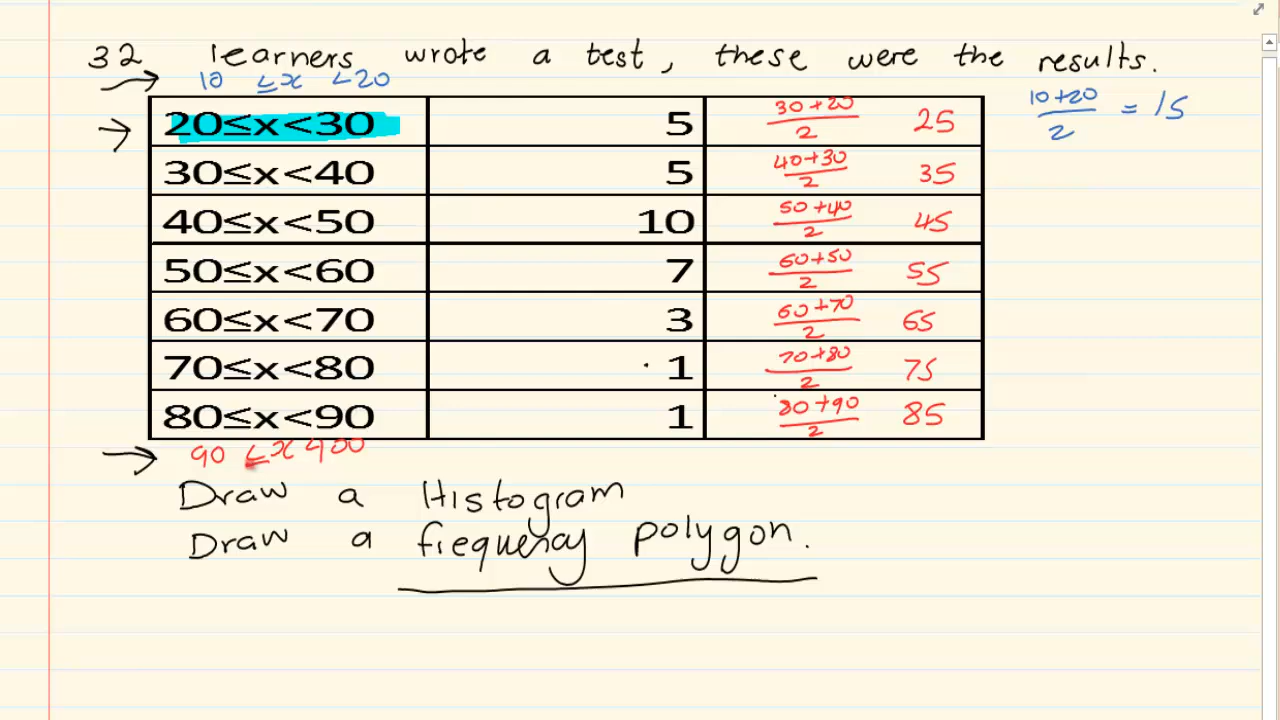 32 learners wrote a test, these were the results.
10 ≤x <20
20≤x<30 5 30+20/2 25
10+20/2 = 15
30≤x<40 5 40+30/2 35
40≤x<50 10 50+40/2 45
50≤x<60 7 60+50/2 55
60≤x<70 3 60+70/2 65
70≤x<80 1 70+80/2 75
80≤x<90 1 80+90/2 85
90 ≤x <100
Draw a Histogram
Draw a frequency polygon.